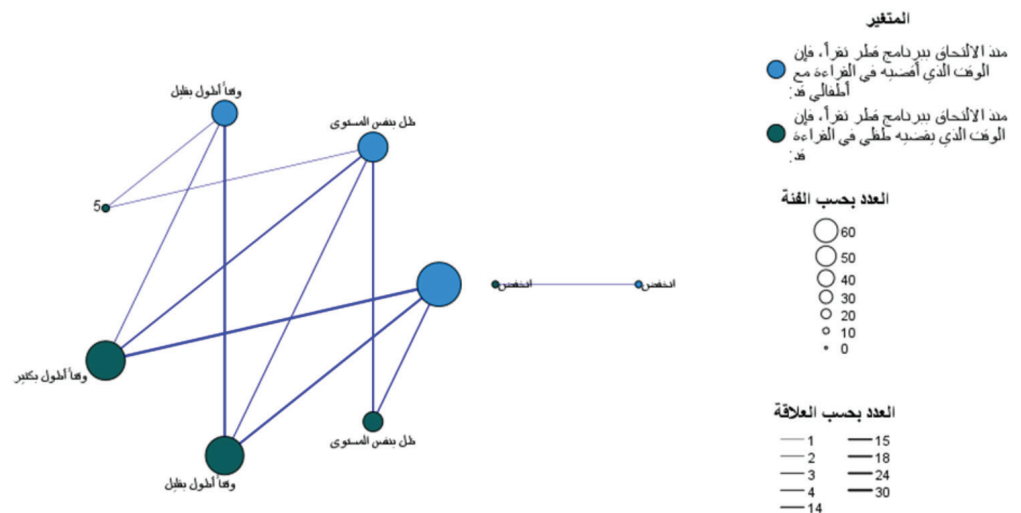 المتغير
منذ الالتحاق ببرنامج قطر تقرأ، فإن
الوقت الذي أقضيه في القراءة مع
أطفالي قد:
منذ الالتحاق ببرنامج قطر تقرأ، فإن
الوقت الذي يقضيه طفلي في القراءة
قد:
العدد بحسب الفئة
60
50
40
30
20
10
0
العدد بحسب العلاقة
1
2
3
4
14
15
18
24
30
وقتاً أطول بقليل
ظل بنفس المستوى
5
انخفض
انخفض
وقتاً أطول بكثير
ظل بنفس المستوى
وقتاً أطول بقليل